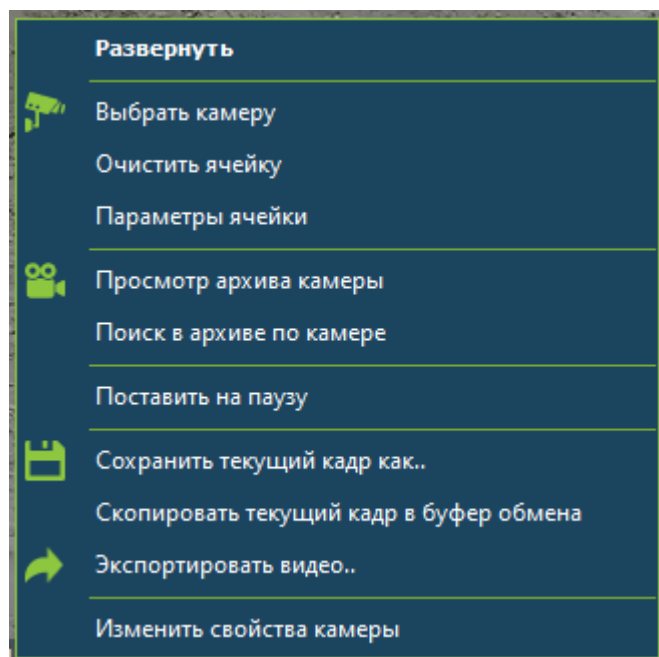 Развернуть
Выбрать камеру
Очистить ячейку
Параметры ячейки
Просмотр архива камеры
Поиск в архиве по камере
Поставить на паузу
Сохранить текущий кадр как..
Скопировать текущий кадр в буфер обмена
Экспортировать видео..
Изменить свойства камеры